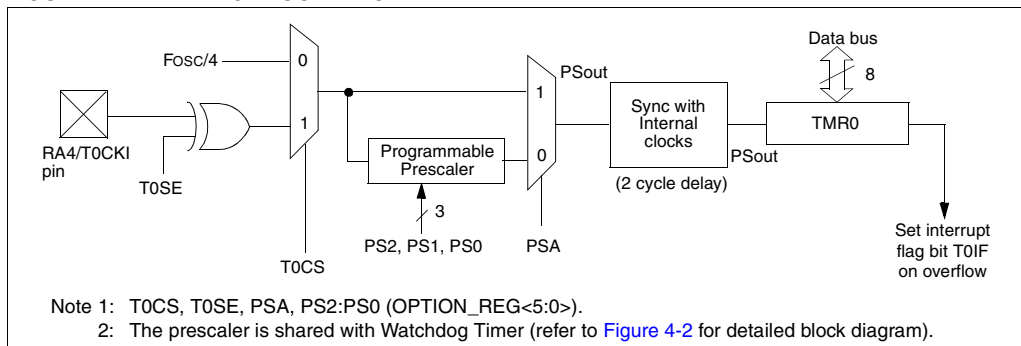 Data bus
FOSC/4
0
8
PSout
1
Sync with
Internal
clocks
TMR0
1
RA4/T0CKI
pin
Programmable
Prescaler
0
PSout
T0SE
(2 cycle delay)
3
PS2, PS1, PS0
PSA
Set interrupt
flag bit T0IF
on overflow
T0CS
Note 1: T0CS, T0SE, PSA, PS2:PS0 (OPTION_REG<5:0>).
2: The prescaler is shared with Watchdog Timer (refer to Figure 4-2 for detailed block diagram).